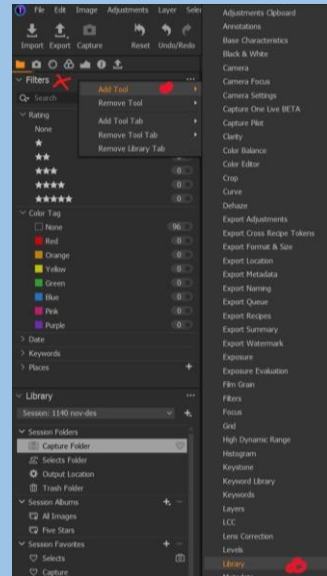 File Edit Image Adjustments Layer Sele
Import Export Capture Reset Undo/Redo
Filters
Search
Rating
None
0
0
0
0
Color Tag
None 96
Red 0
Orange 0
Yellow 0
Green 0
Blue 0
Pink 0
Purple 0
Date
Keywords
Places
Library
Session: 1140 nov-des
Session Folders
Capture Folder
Selects Folder
Output Location
Trash Folder
Session Albums
All Images
Five Stars
Session Favorites
Selects
Capture
Add Tool
Remove Tool
Add Tool Tab
Remove Tool Tab
Remove Library Tab
Adjustments Clipboard
Annotations
Base Characteristics
Black & White
Camera
Camera Focus
Camera Settings
Capture One Live BETA
Capture Pilot
Clarity
Color Balance
Color Editor
Crop
Curve
Dehaze
Export Adjustments
Export Cross Recipe Tokens
Export Format & Size
Export Location
Export Metadata
Export Naming
Export Queue
Export Recipes
Export Summary
Export Watermark
Exposure
Exposure Evaluation
Film Grain
Filters
Focus
Grid
High Dynamic Range
Histogram
Keystone
Keyword Library
Keywords
Layers
LCC
Lens Correction
Levels
Library